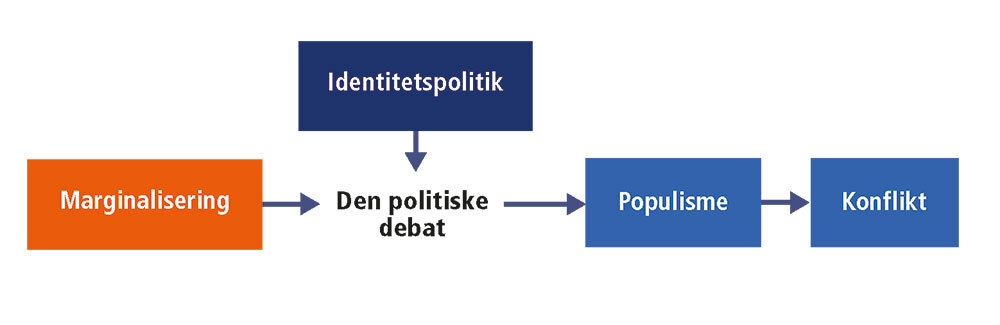 Identitetspolitik
Marginalisering
Den politiske
debat
Populisme
Konflikt